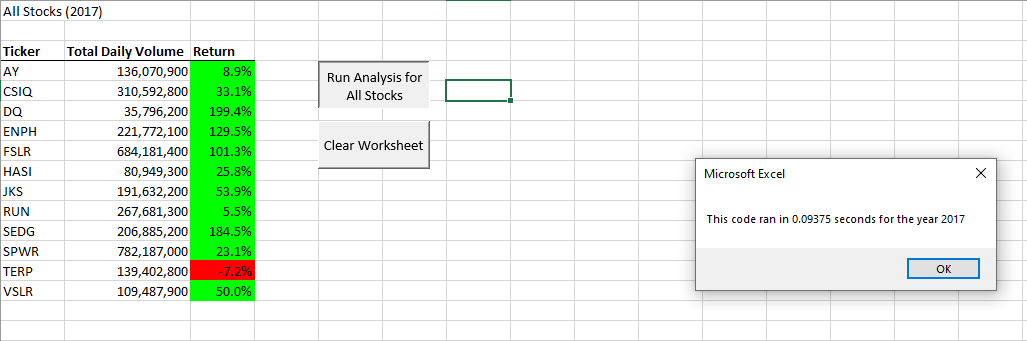 All Stocks (2017)
Ticker Total Daily Volume Return
AY 136,070,900 8.9%
CSIQ 310,592,800 33.1%
DQ 35,796,200 199.4%
ENPH 221,772,100 129.5%
FSLR 684,181,400 101.3%
HASI 80,949,300 25.8%
JKS 191,632,200 53.9%
RUN 267,681,300 5.5%
SEDG 206,885,200 184.5%
SPWR 782,187,000 23.1%
TERP 139,402,800 -7.2%
VSLR 109,487,900 50.0%
Run Analysis for
All Stocks
Clear Worksheet
Microsoft Excel
This code ran in 0.09375 seconds for the year 2017
OK